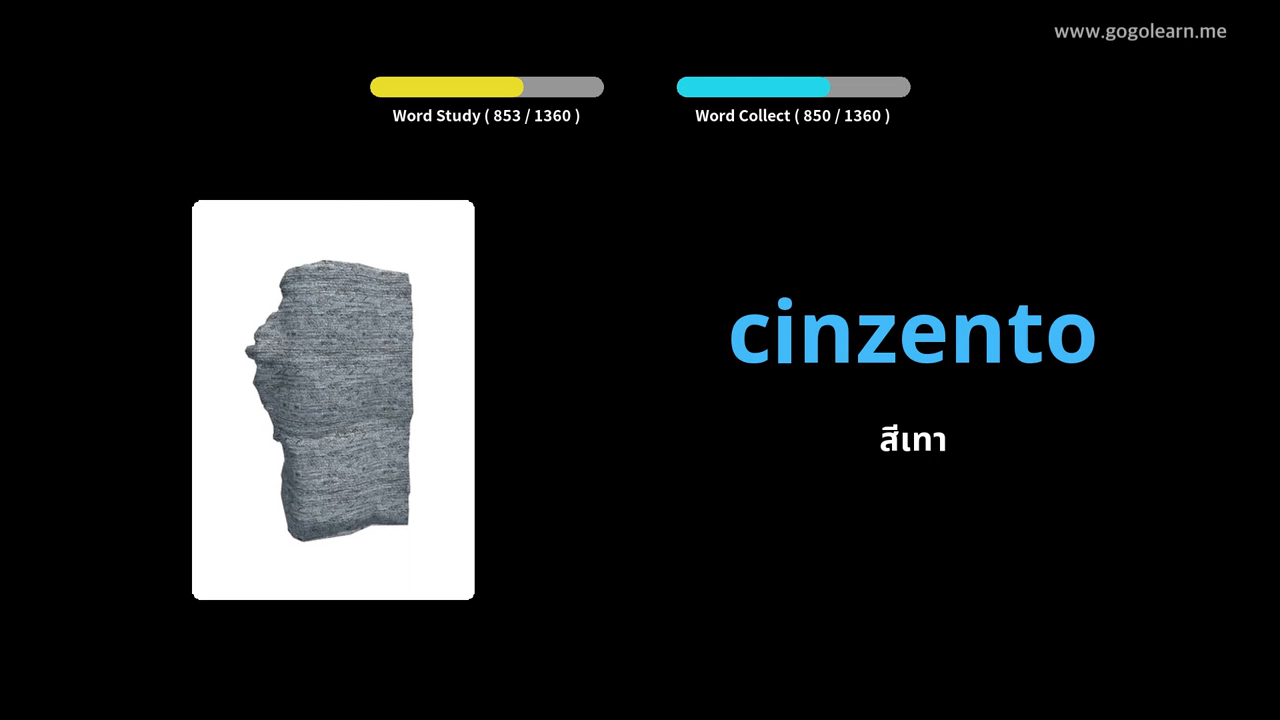 www.gogolearn.me
Word Study ( 853 / 1360 )
Word Collect ( 850 / 1360 )
cinzento
สีเทา